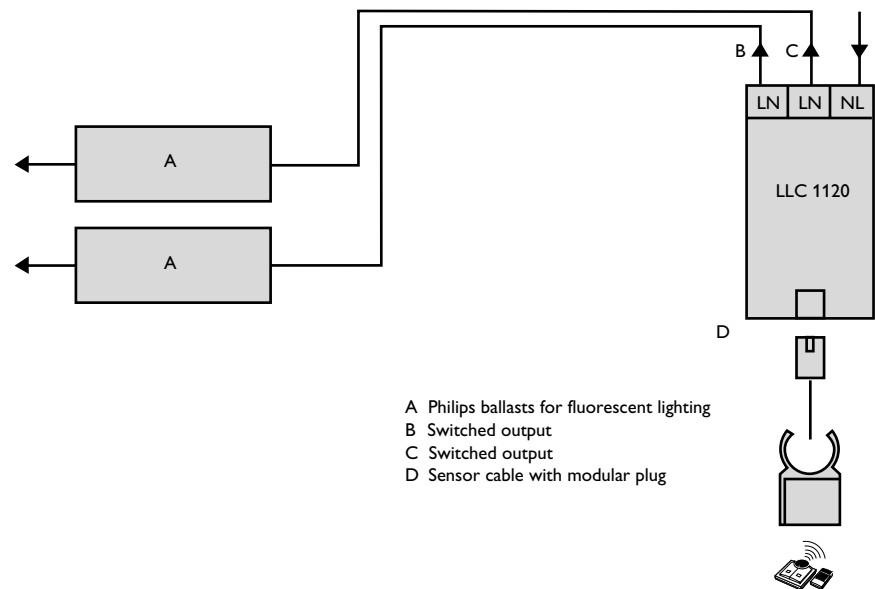 B
C
LN LN NL
A
LLC 1120
A
D
A Philips ballasts for fluorescent lighting
B Switched output
C Switched output
D Sensor cable with modular plug